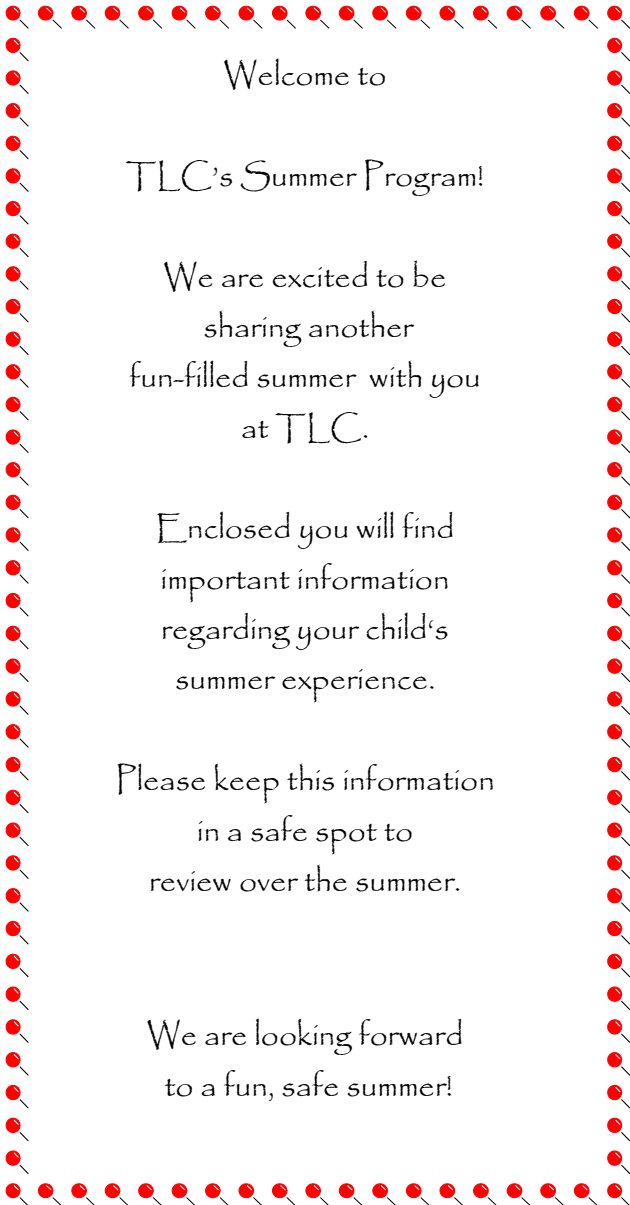 Welcome to
TLC’s Summer Program!
We are excited to be
sharing another
fun-filled summer with you
at TLC.
Enclosed you will find
important information
regarding your child‘s
summer experience.
Please keep this information
in a safe spot to
review over the summer.
We are looking forward
to a fun, safe summer!